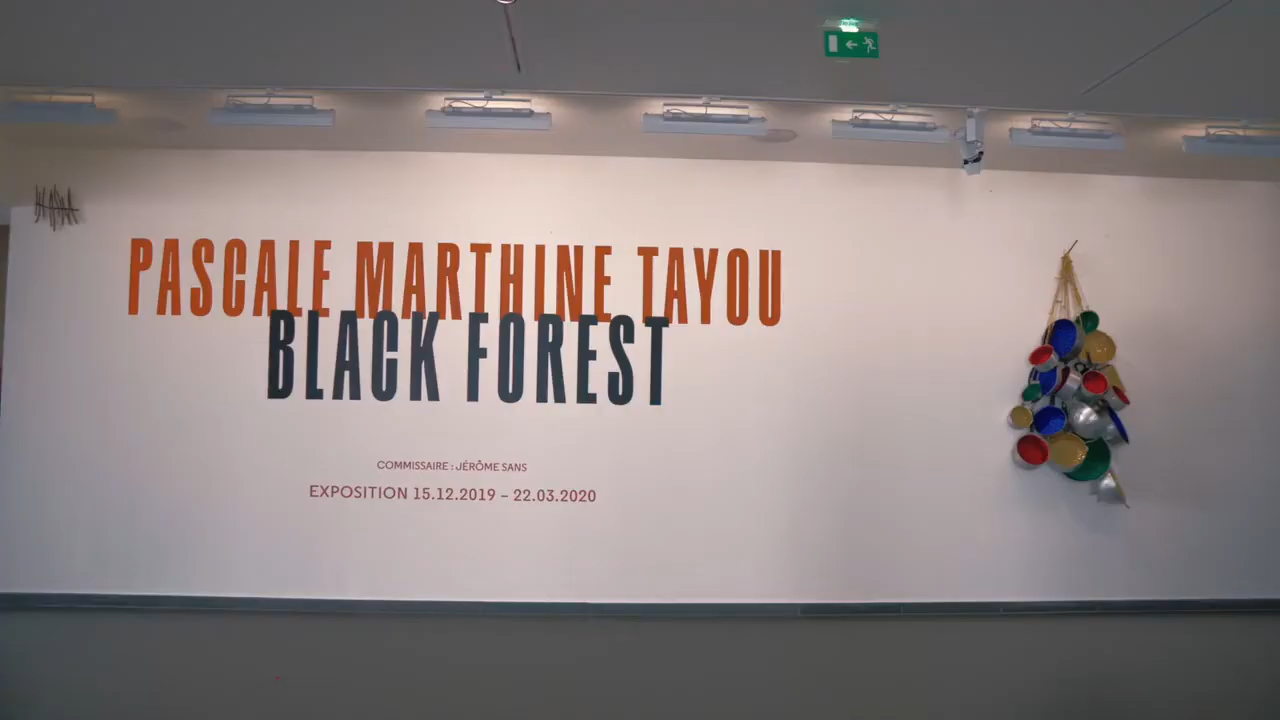 PASCALE MARTHINE TAYOU
BLACK FOREST
COMMISSAIRE : JÉRÔME SANS
EXPOSITION 15.12.2019 – 22.03.2020